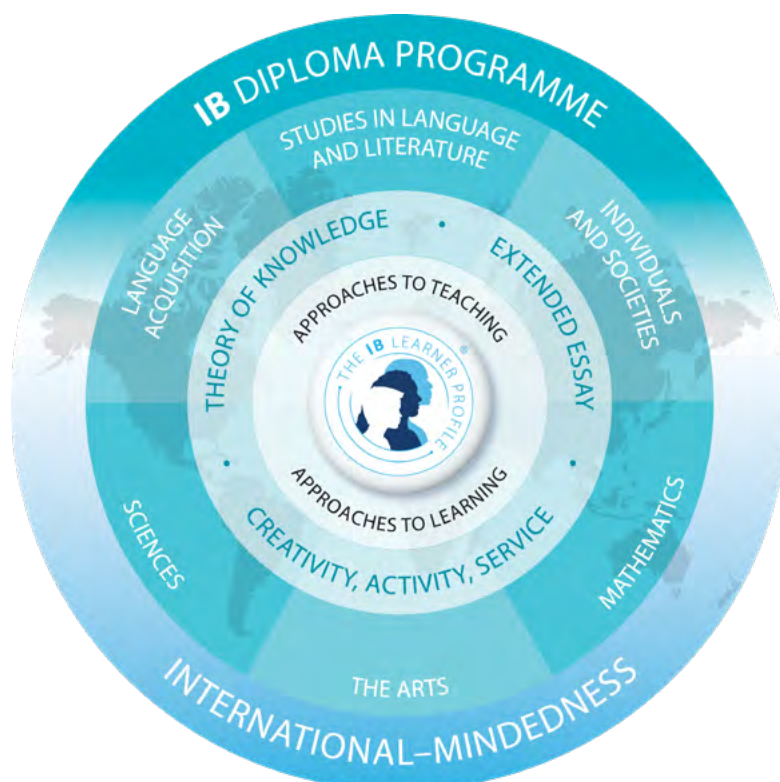 IB DIPLOMA PROGRAMME
STUDIES IN LANGUAGE
AND LITERATURE
LANGUAGE
ACQUISITION
INDIVIDUALS
AND SOCIETIES
THEORY OF KNOWLEDGE
·
EXTENDED ESSAY
APPROACHES TO TEACHING
THE IB LEARNER PROFILE
®
APPROACHES TO LEARNING
·
CREATIVITY, ACTIVITY, SERVICE
·
SCIENCES
MATHEMATICS
THE ARTS
INTERNATIONAL–MINDEDNESS